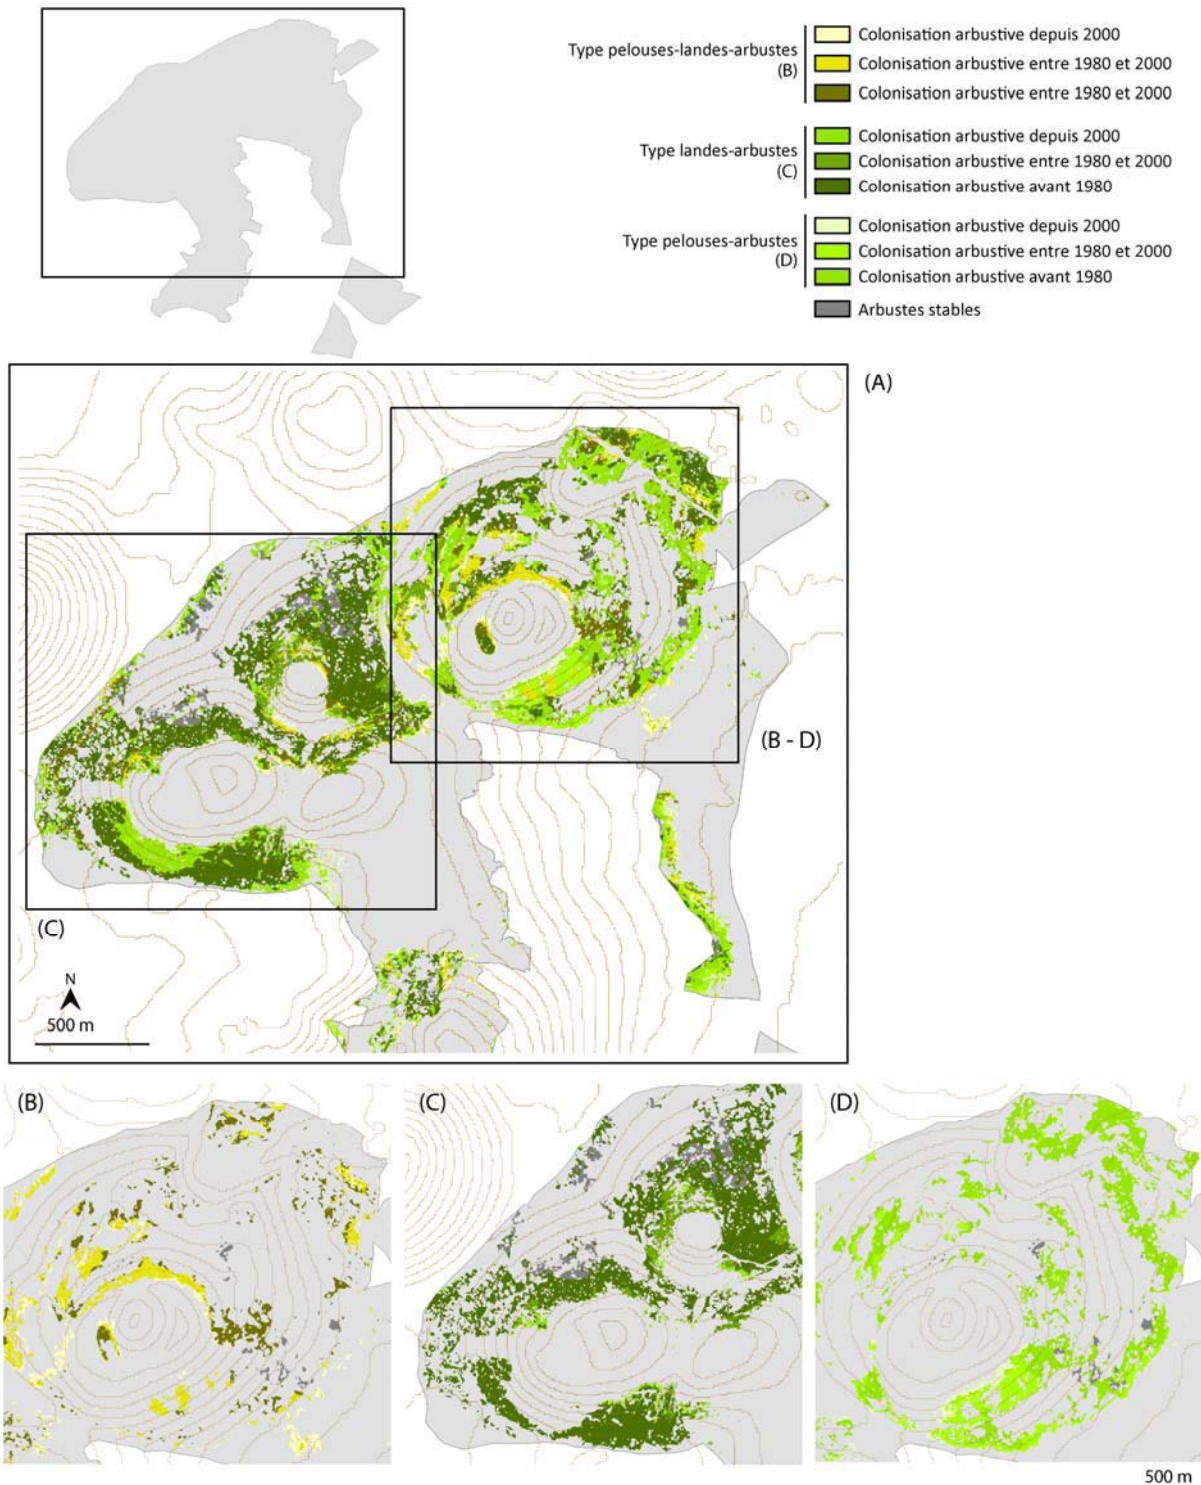 Type pelouses-landes-arbustes
(B)
Colonisation arbustive depuis 2000
Colonisation arbustive entre 1980 et 2000
Colonisation arbustive entre 1980 et 2000
Type landes-arbustes
(C)
Colonisation arbustive depuis 2000
Colonisation arbustive entre 1980 et 2000
Colonisation arbustive avant 1980
Type pelouses-arbustes
(D)
Colonisation arbustive depuis 2000
Colonisation arbustive entre 1980 et 2000
Colonisation arbustive avant 1980
Arbustes stables
(A)
(B - D)
(C)
N
500 m
(B)
(C)
(D)
500 m